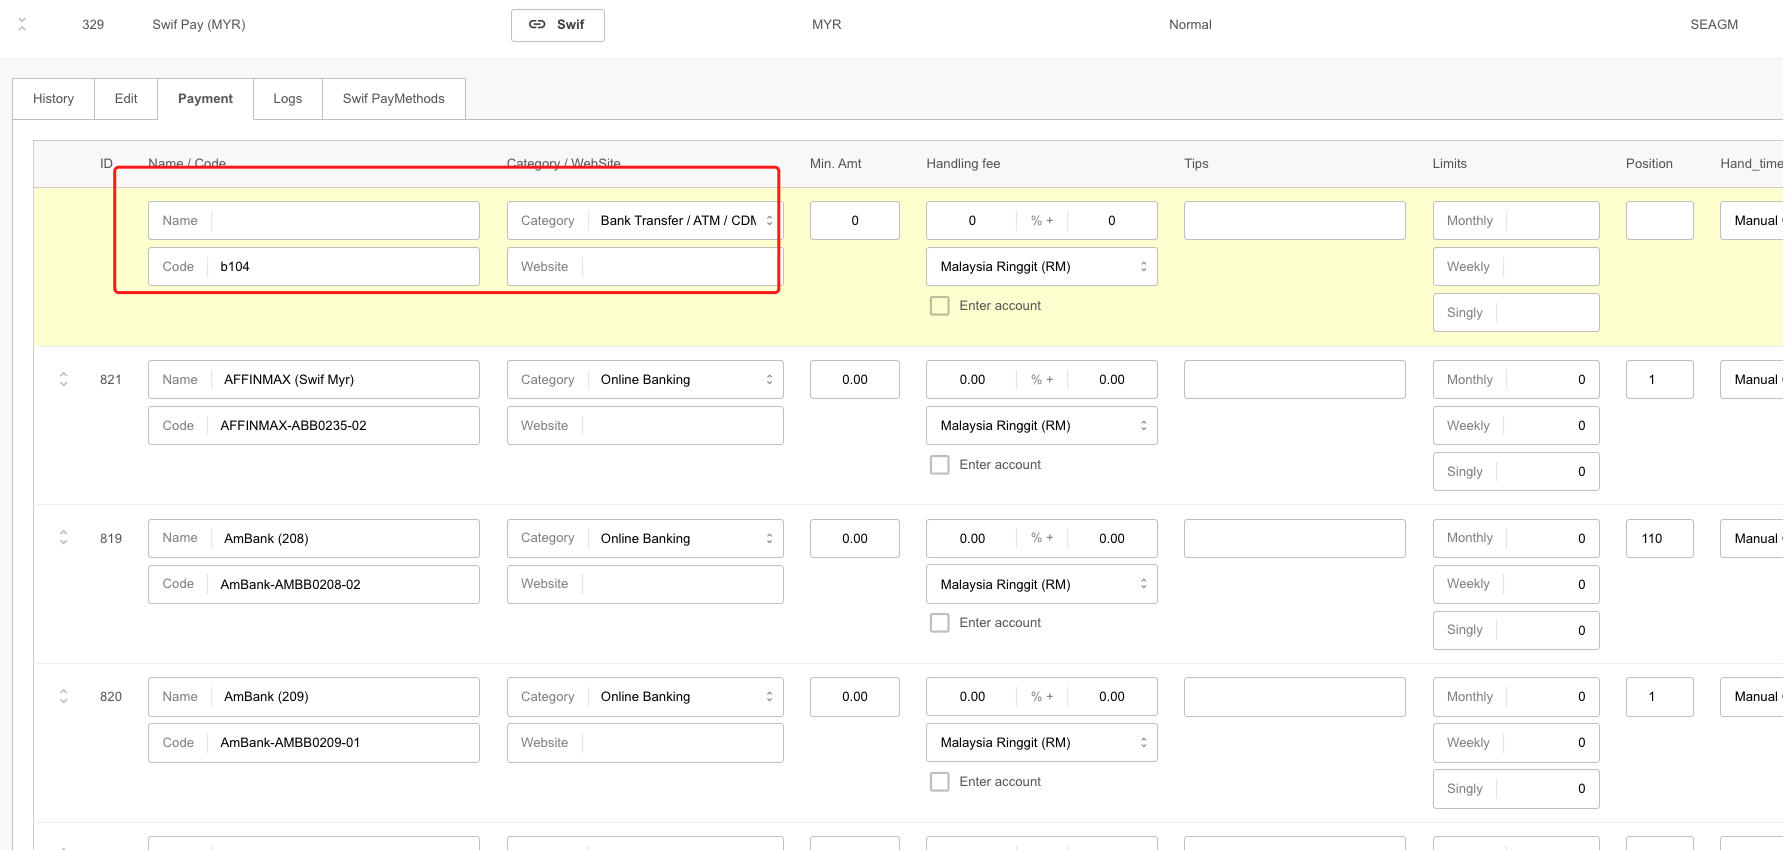 329 Swif Pay (MYR) Swif MYR Normal SEAGM
History Edit Payment Logs Swif PayMethods
ID Name / Code Category / WebSite Min. Amt Handling fee Tips Limits Position Hand_time
Name Category Bank Transfer / ATM / CDM 0 0 % + 0 Monthly Manual
Code b104 Website Malaysia Ringgit (RM) Weekly
Enter account Singly
821 Name AFFINMAX (Swif Myr) Category Online Banking 0.00 0.00 % + 0.00 Monthly 0 1 Manual
Code AFFINMAX-ABB0235-02 Website Malaysia Ringgit (RM) Weekly 0
Enter account Singly 0
819 Name AmBank (208) Category Online Banking 0.00 0.00 % + 0.00 Monthly 0 110 Manual
Code AmBank-AMBB0208-02 Website Malaysia Ringgit (RM) Weekly 0
Enter account Singly 0
820 Name AmBank (209) Category Online Banking 0.00 0.00 % + 0.00 Monthly 0 1 Manual
Code AmBank-AMBB0209-01 Website Malaysia Ringgit (RM) Weekly 0
Enter account Singly 0